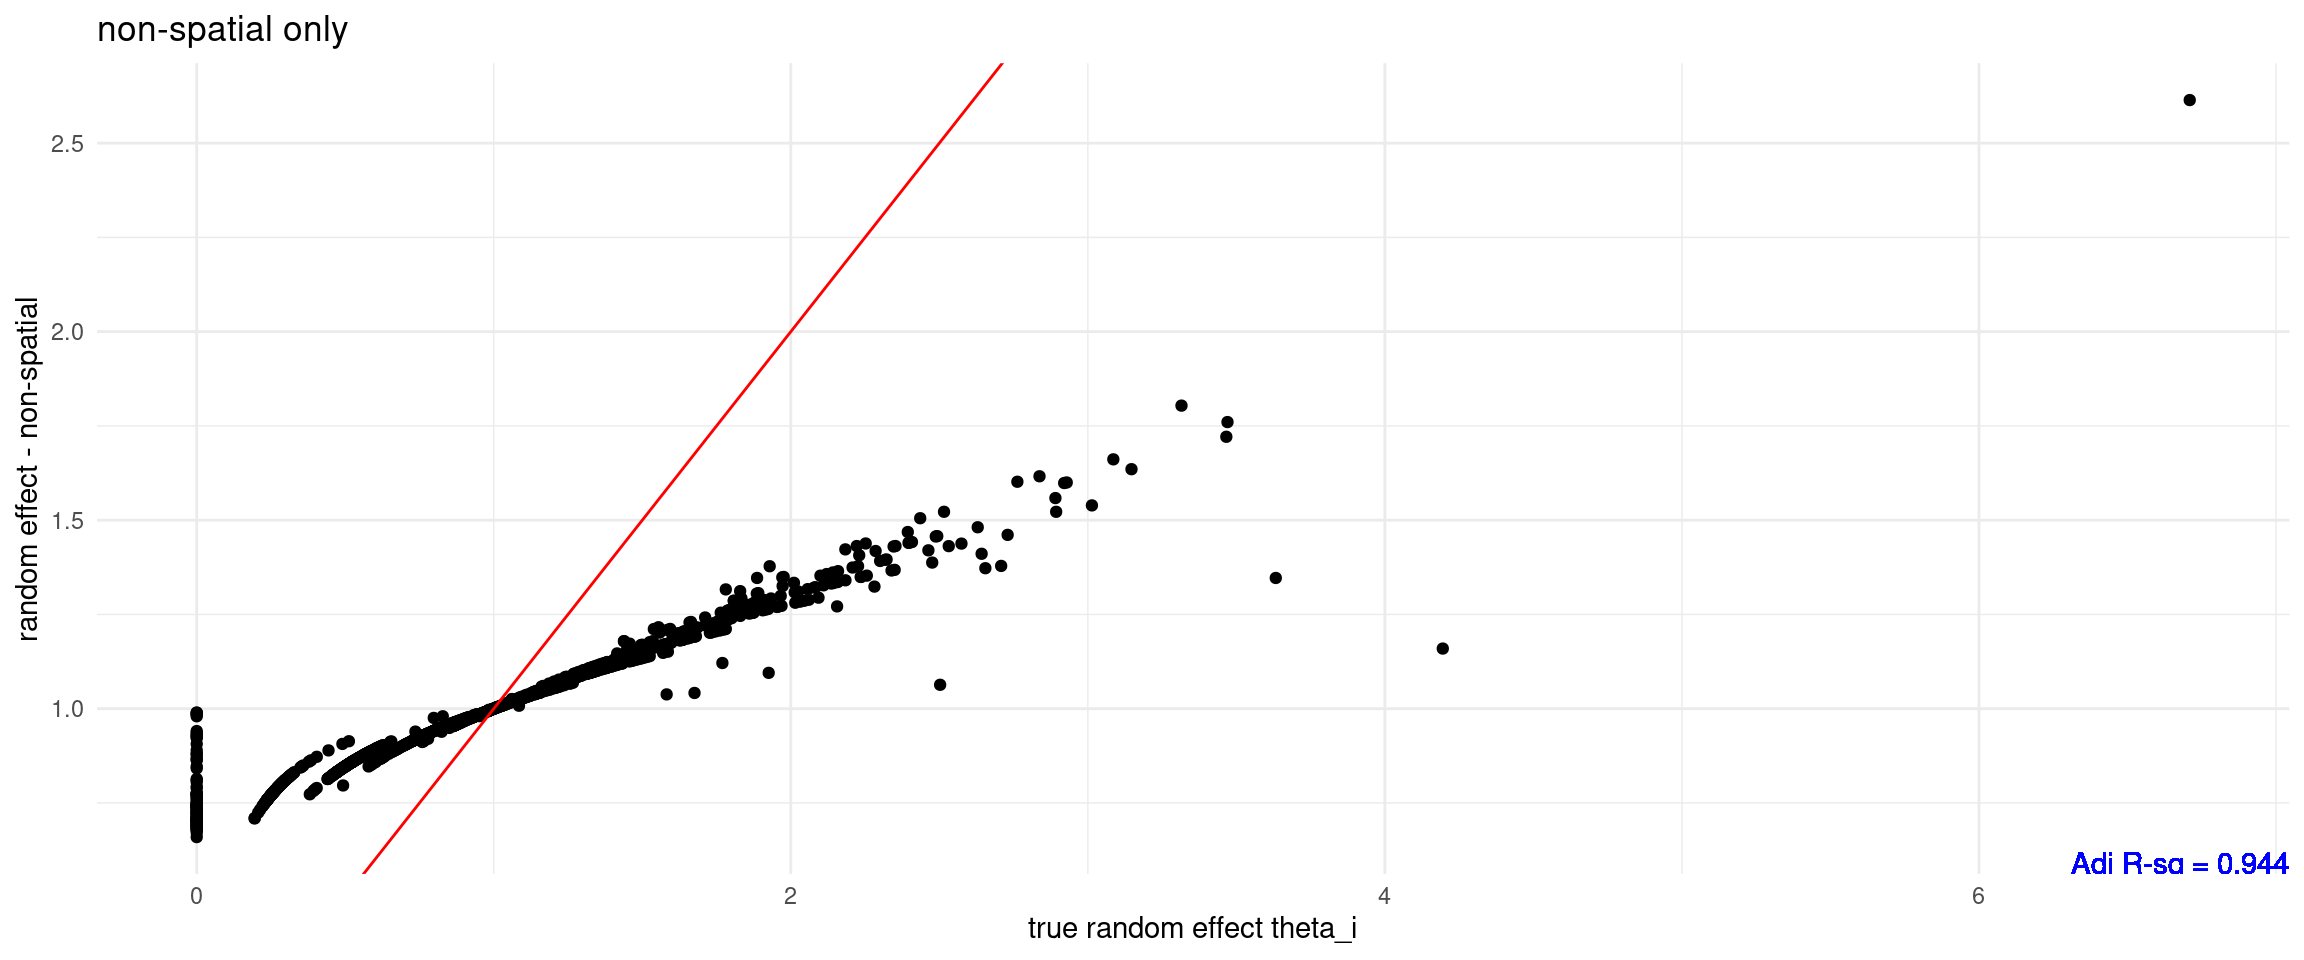 non-spatial only
random effect - non-spatial
2.5
2.0
1.5
1.0
0
2
4
6
true random effect theta_i
Adj R-sq = 0.944